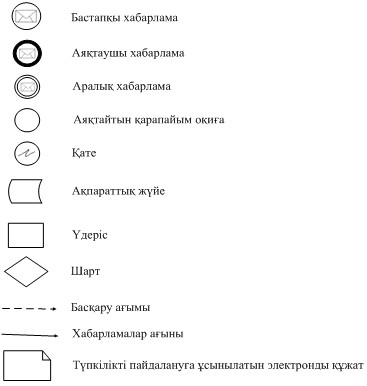 Бастапқы хабарлама
Аяқтаушы хабарлама
Аралық хабарлама
Аяқтайтын қарапайым оқиға
Қате
Ақпараттық жүйе
Үдеріс
Шарт
Басқару ағымы
Хабарламалар ағыны
Түпкілікті пайдалануға ұсынылатын электронды құжат